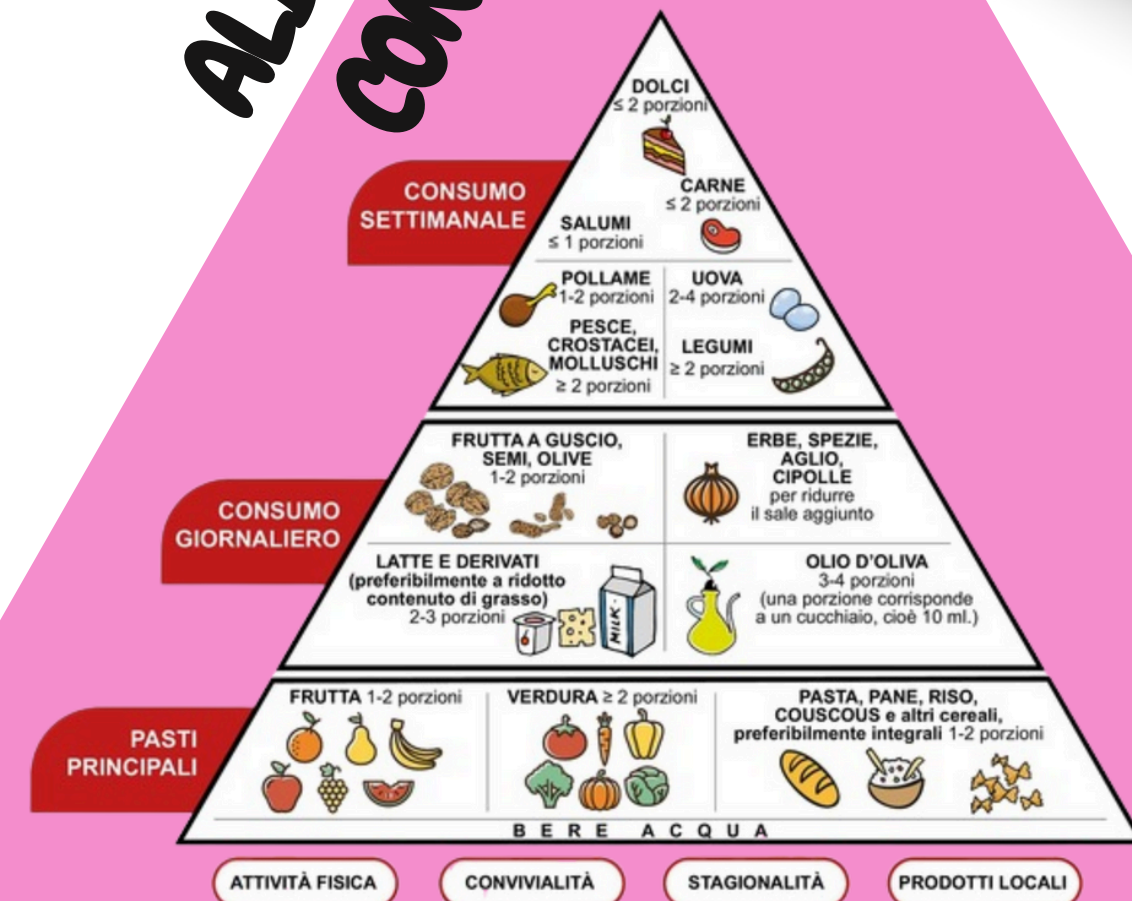 DOLCI
≤ 2 porzioni
CARNE
≤ 2 porzioni
SALUMI
≤ 1 porzioni
CONSUMO
SETTIMANALE
POLLAME
1-2 porzioni
UOVA
2-4 porzioni
PESCE,
CROSTACEI,
MOLLUSCHI
≥ 2 porzioni
LEGUMI
≥ 2 porzioni
CONSUMO
GIORNALIERO
FRUTTA A GUSCIO,
SEMI, OLIVE
1-2 porzioni
ERBE, SPEZIE,
AGLIO,
CIPOLLE
per ridurre
il sale aggiunto
LATTE E DERIVATI
(preferibilmente a ridotto
contenuto di grasso)
2-3 porzioni
MILK
OLIO D'OLIVA
3-4 porzioni
(una porzione corrisponde
a un cucchiaio, cioè 10 ml.)
PASTI
PRINCIPALI
FRUTTA 1-2 porzioni
VERDURA ≥ 2 porzioni
PASTA, PANE, RISO,
COUSCOUS e altri cereali,
preferibilmente integrali 1-2 porzioni
BERE ACQUA
ATTIVITÀ FISICA
CONVIVIALITÀ
STAGIONALITÀ
PRODOTTI LOCALI